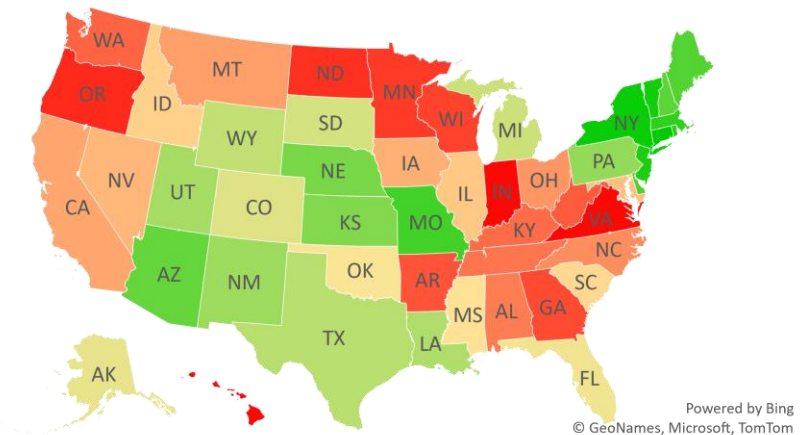 WA
MT
ND
MN
OR
ID
SD
WI
MI
NY
WY
IA
PA
NE
NV
UT
CO
IL
IN
OH
CA
KS
MO
KY
VA
AZ
NM
OK
AR
NC
TX
LA
MS
AL
GA
SC
AK
FL
Powered by Bing
© GeoNames, Microsoft, TomTom